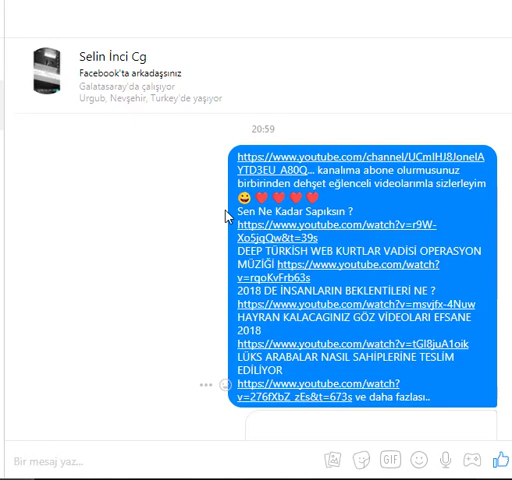 Selin İnci Cg
Facebook'ta arkadaşsınız
Galatasaray'da çalışıyor
Urgub, Nevşehir, Turkey'de yaşıyor
20:59
https://www.youtube.com/channel/UCmlHJ8JonelA
YTD3EU_A80Q... kanalıma abone olurmusunuz
birbirinden dehşet eğlenceli videolarımla sizlerleyim
😄 ❤ ❤ ❤ ❤
Sen Ne Kadar Sapıksın ?
https://www.youtube.com/watch?v=r9W-
Xo5jqQw&t=39s
DEEP TÜRKİSH WEB KURTLAR VADİSİ OPERASYON
MÜZİĞİ https://www.youtube.com/watch?
v=rqoKvFrb63s
2018 DE İNSANLARIN BEKLENTİLERİ NE ?
https://www.youtube.com/watch?v=msvjfx-4Nuw
HAYRAN KALACAGINIZ GÖZ VİDEOLARI EFSANE
2018
https://www.youtube.com/watch?v=tGl8juA1oik
LÜKS ARABALAR NASIL SAHİPLERİNE TESLİM
EDİLİYOR
https://www.youtube.com/watch?
v=276fXbZ_zEs&t=673s ve daha fazlası..
Bir mesaj yaz...
GIF